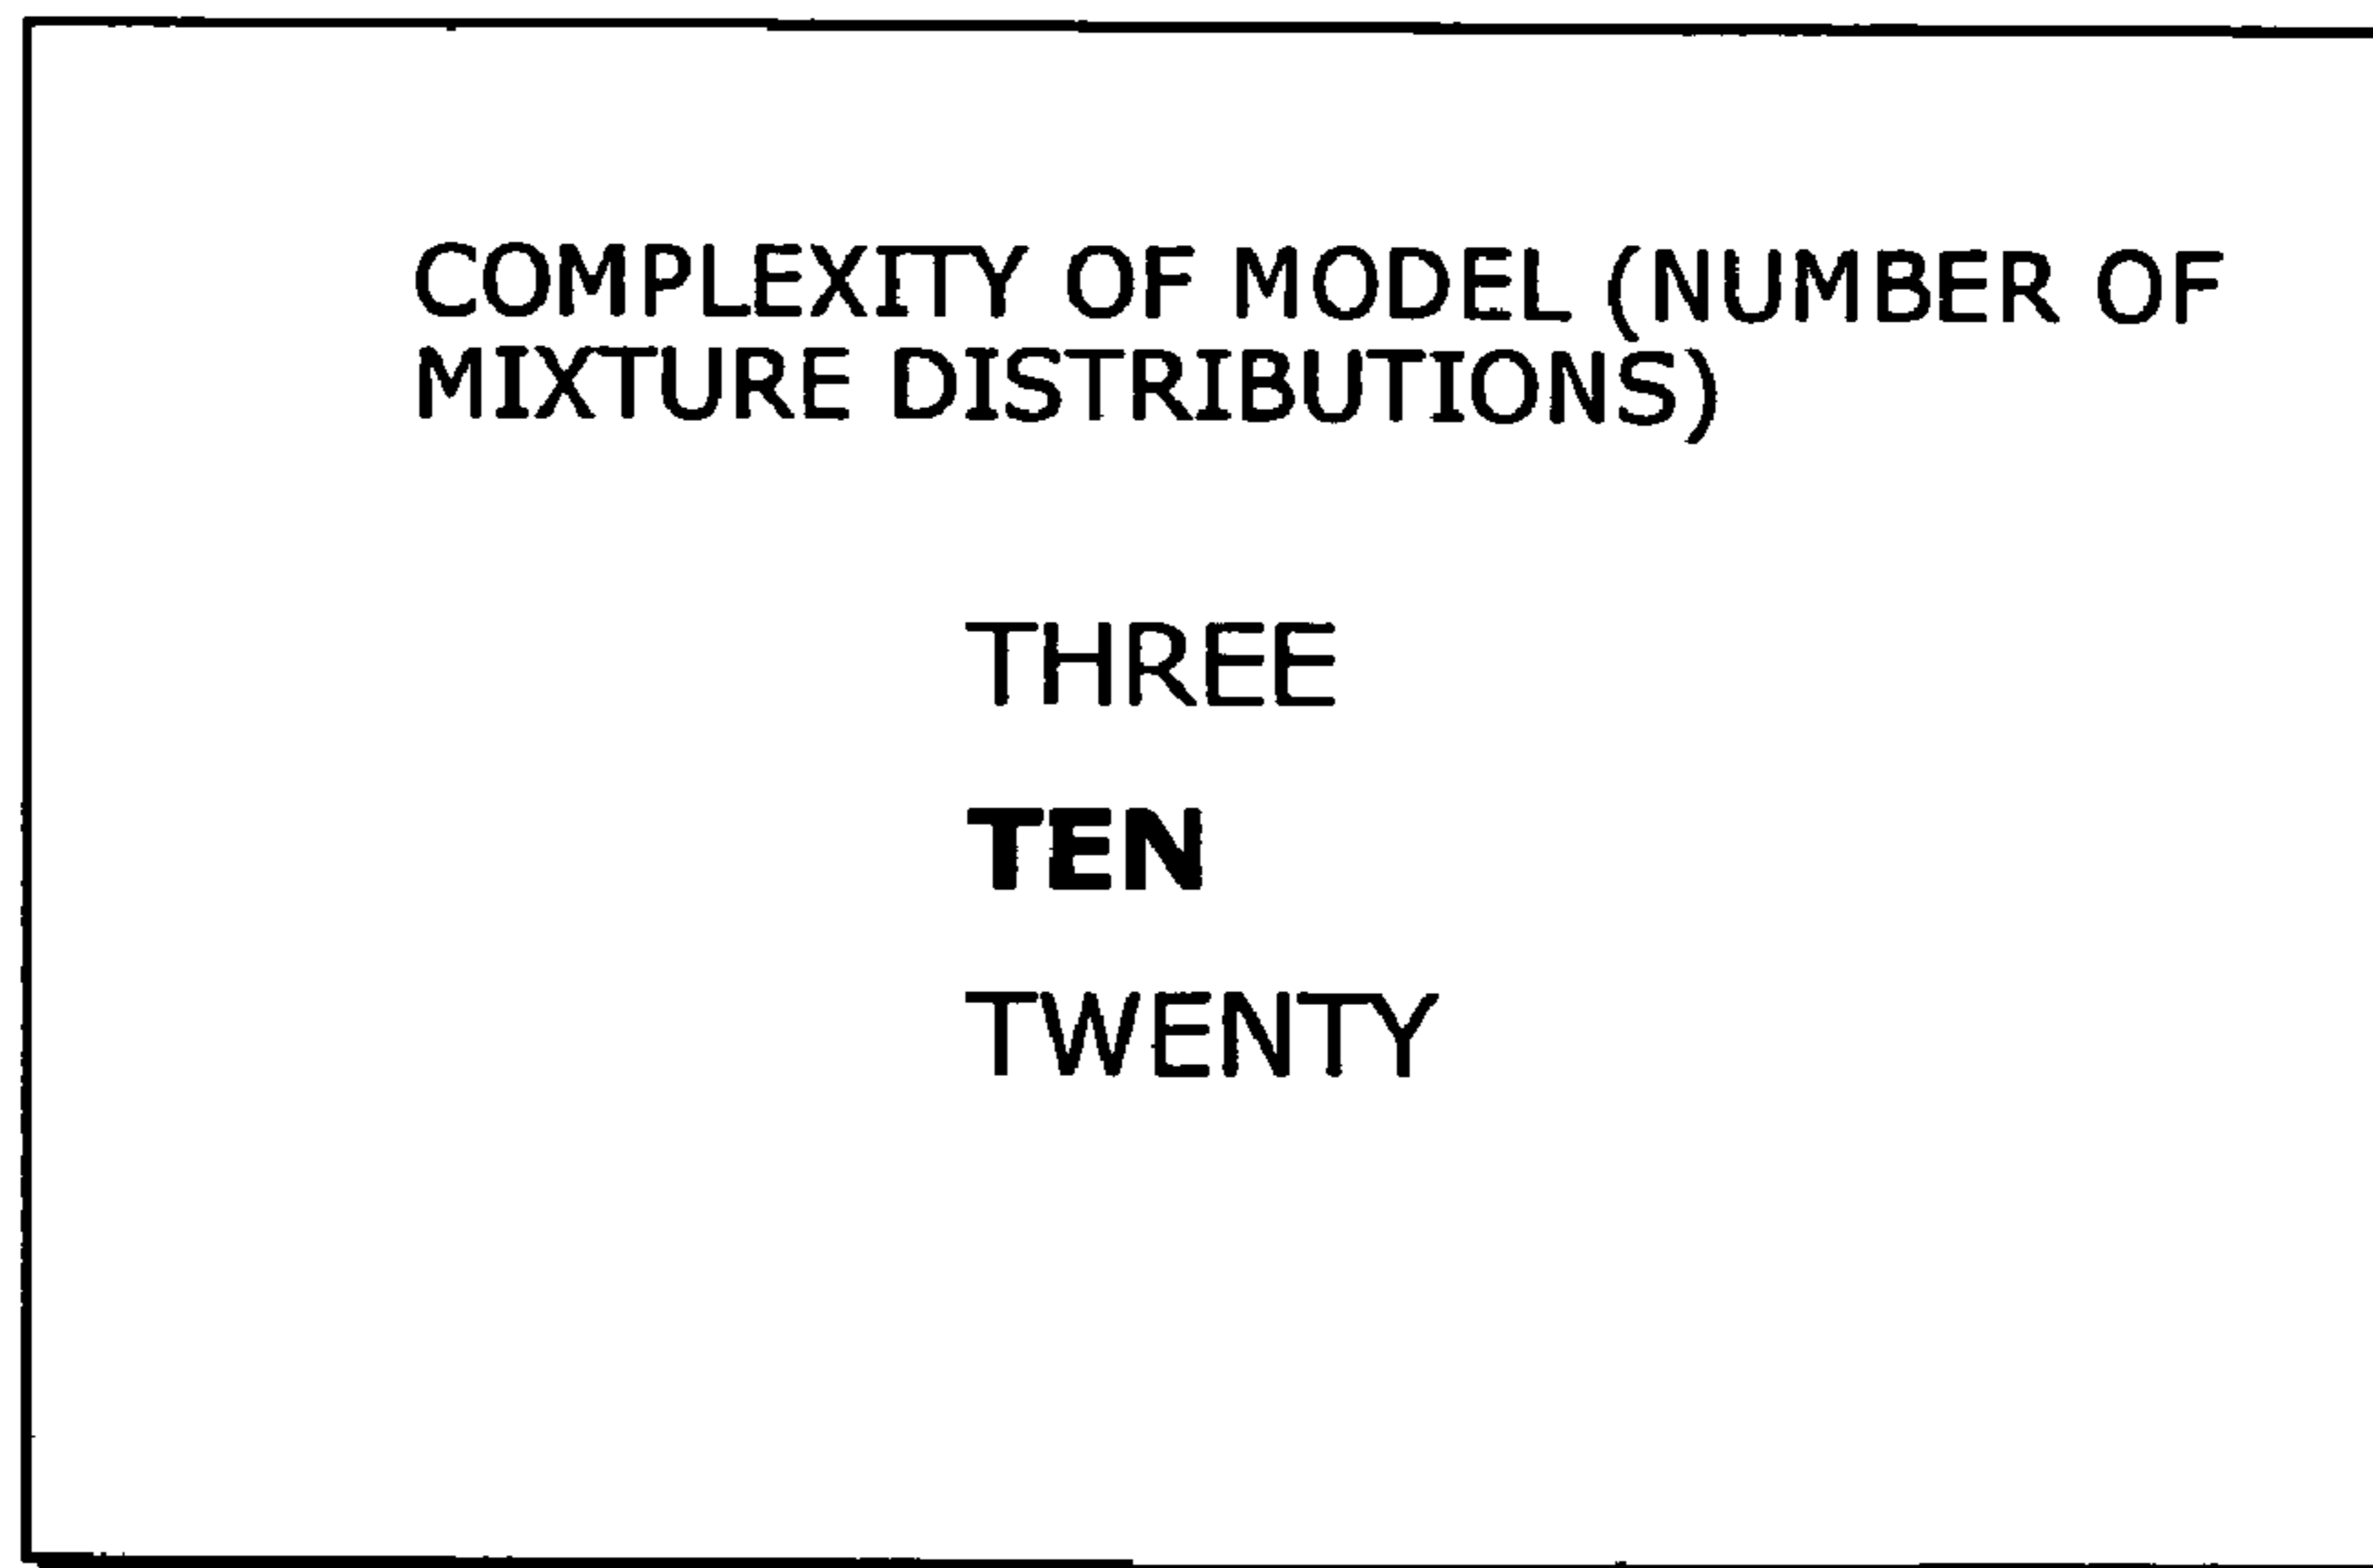 COMPLEXITY OF MODEL (NUMBER OF
MIXTURE DISTRIBUTIONS)
THREE
TEN
TWENTY